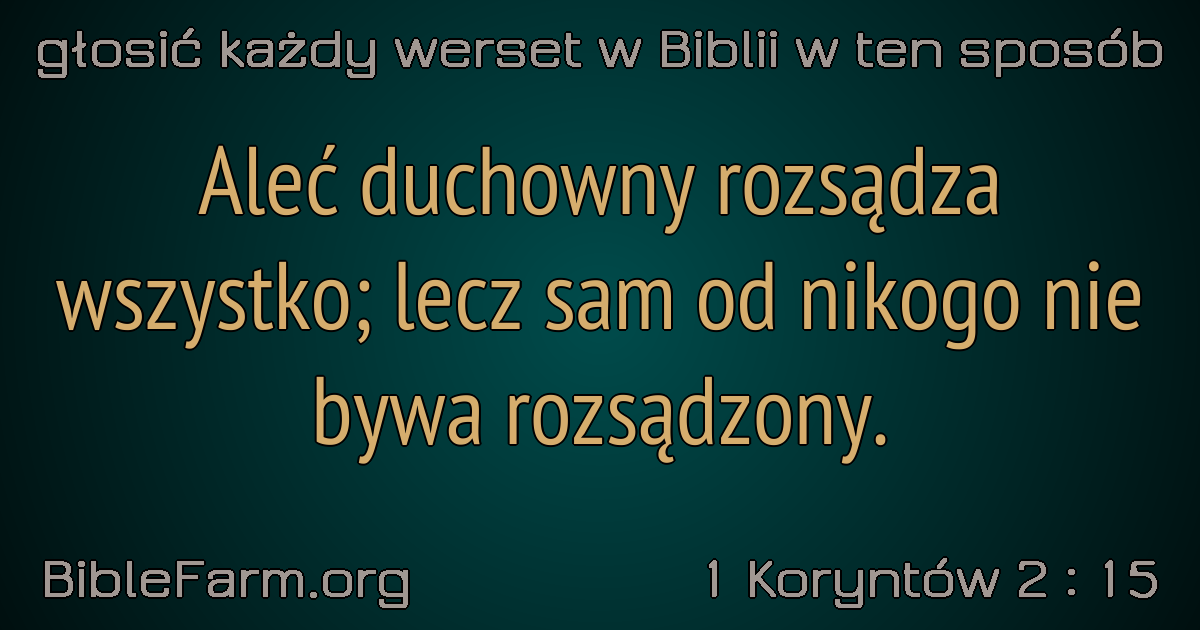 głosić każdy werset w Biblii w ten sposób
Aleć duchowny rozsądza
wszystko; lecz sam od nikogo nie
bywa rozsądzony.
BibleFarm.org
1 Koryntów 2 : 15